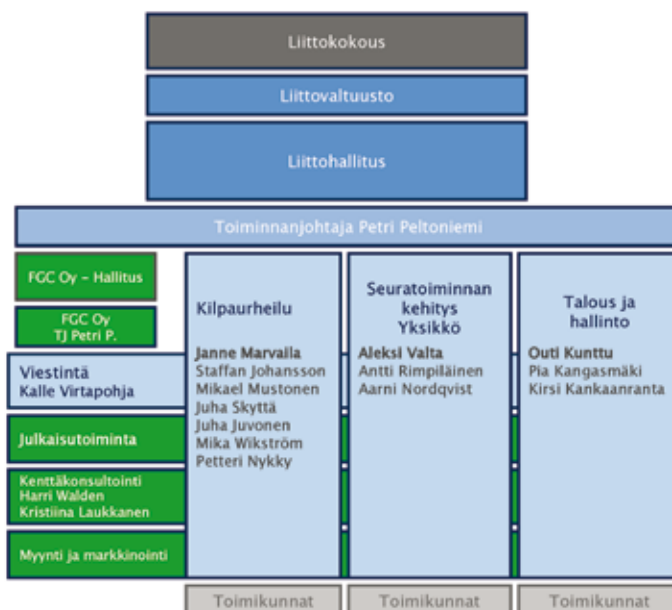 Liittokokous
Liittovaltuusto
Liittohallitus
Toiminnanjohtaja Petri Peltoniemi
FGC Oy - Hallitus
FGC Oy
TJ Petri P.
Viestintä
Kalle Virtapohja
Julkaisutoiminta
Kenttäkonsultointi
Harri Walden
Kristiina Laukkanen
Myynti ja markkinointi
Kilpaurheilu
Janne Marvaila
Staffan Johansson
Mikael Mustonen
Juha Skyttä
Juha Juvonen
Mika Wikström
Petteri Nykky
Seuratoiminnan
kehitys
Yksikkö
Aleksi Valta
Antti Rimpiläinen
Aarni Nordqvist
Talous ja
hallinto
Outi Kunttu
Pia Kangasmäki
Kirsi Kankaanranta
Toimikunnat
Toimikunnat
Toimikunnat